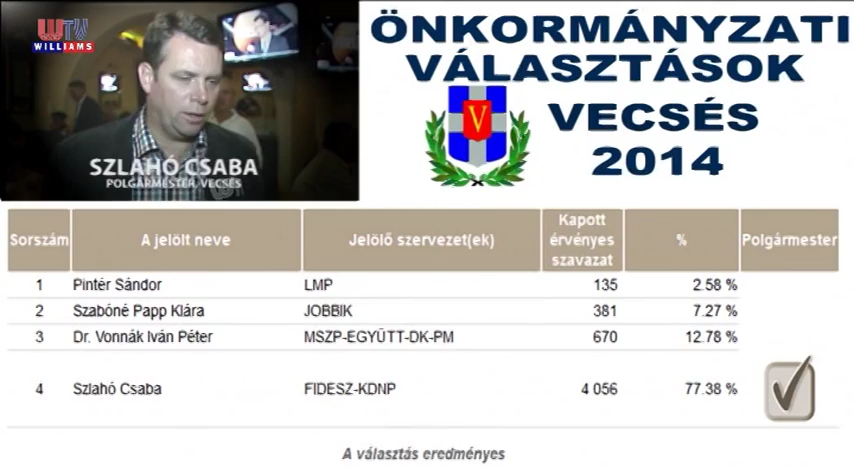 WTV
WILLIAMS
SZLAHÓ CSABA
POLGÁRMESTER, VECSÉS
ÖNKORMÁNYZATI
VÁLASZTÁSOK
V
VECSÉS
2014
Sorszám A jelölt neve Jelölő szervezet(ek) Kapott érvényes szavazat % Polgármester
1 Pintér Sándor LMP 135 2.58 %
2 Szabóné Papp Klára JOBBIK 381 7.27 %
3 Dr. Vonnák Iván Péter MSZP-EGYÜTT-DK-PM 670 12.78 %
4 Szlahó Csaba FIDESZ-KDNP 4 056 77.38 %
A választás eredményes